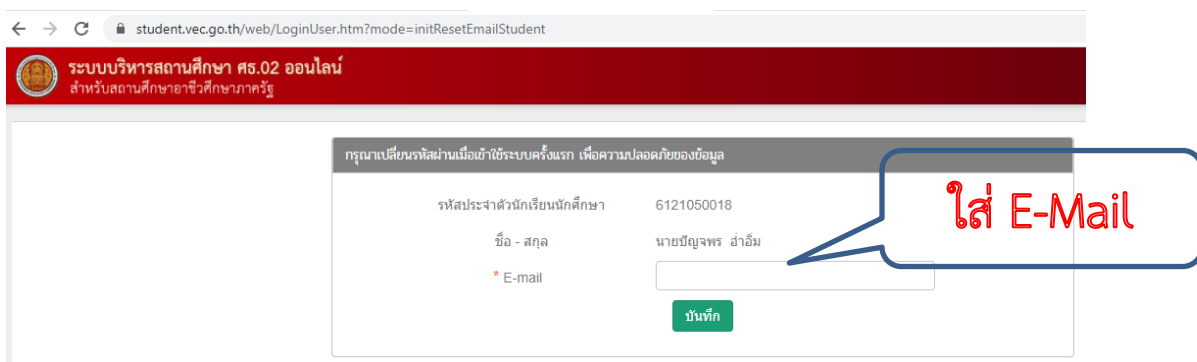 student.vec.go.th/web/LoginUser.htm?mode=initResetEmailStudent
ระบบบริหารสถานศึกษา ศธ.02 ออนไลน์
สำหรับสถานศึกษาอาชีวศึกษาภาครัฐ
กรุณาเปลี่ยนรหัสผ่านเมื่อเข้าใช้ระบบครั้งแรก เพื่อความปลอดภัยของข้อมูล
รหัสประจำตัวนักเรียนนักศึกษา 6121050018
ชื่อ - สกุล นายปัญจพร อ่ำอิ่ม
* E-mail
ใส่ E-Mail
บันทึก